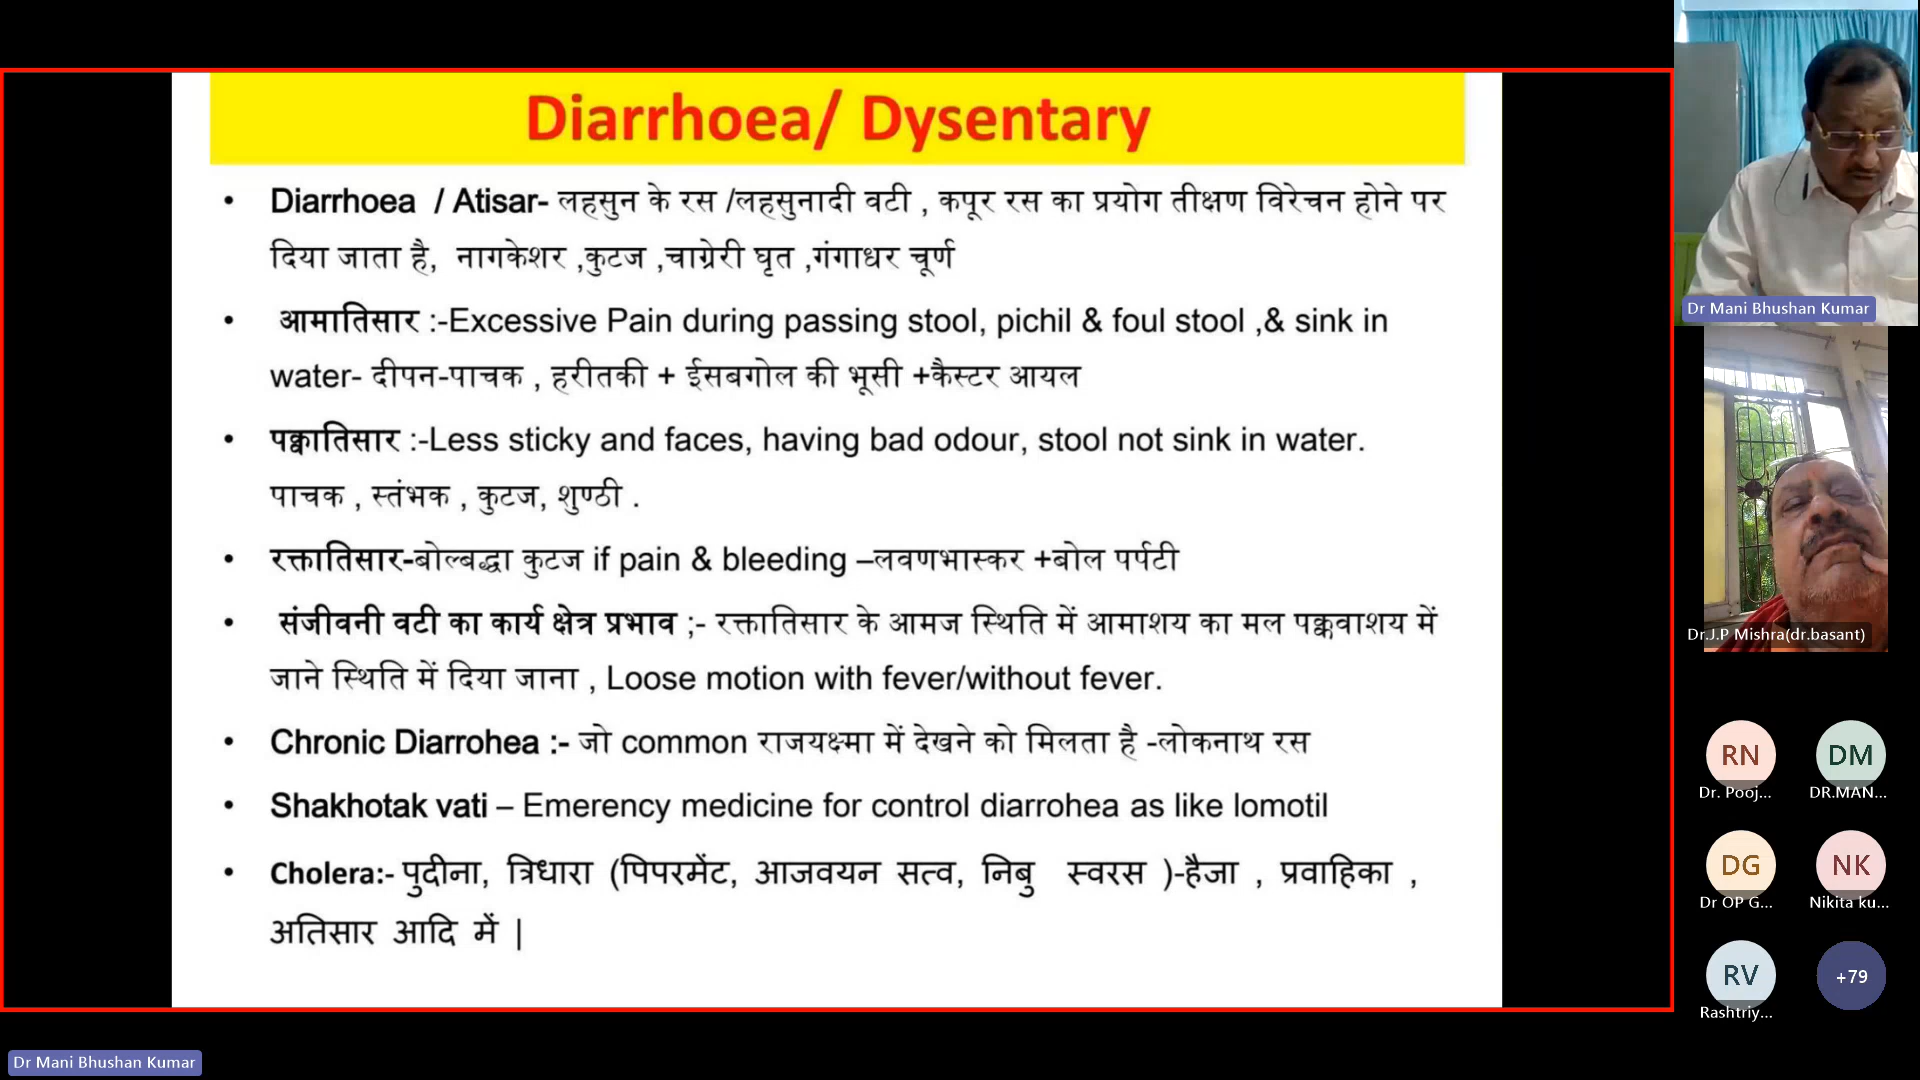 Diarrhoea/ Dysentary
• Diarrhoea / Atisar- लहसुन के रस /लहसुनादी वटी , कपूर रस का प्रयोग तीक्षण विरेचन होने पर
दिया जाता है, नागकेशर ,कुटज ,चाग्रेरी घृत ,गंगाधर चूर्ण
• आमातिसार :-Excessive Pain during passing stool, pichil & foul stool ,& sink in
water- दीपन-पाचक , हरीतकी + ईसबगोल की भूसी +कैस्टर आयल
• पक्वातिसार :-Less sticky and faces, having bad odour, stool not sink in water.
पाचक , स्तंभक , कुटज, शुण्ठी .
• रक्तातिसार-बोल्बद्धा कुटज if pain & bleeding –लवणभास्कर +बोल पर्पटी
• संजीवनी वटी का कार्य क्षेत्र प्रभाव ;- रक्तातिसार के आमज स्थिति में आमाशय का मल पक्कवाशय में
जाने स्थिति में दिया जाना , Loose motion with fever/without fever.
• Chronic Diarrohea :- जो common राजयक्ष्मा में देखने को मिलता है -लोकनाथ रस
• Shakhotak vati – Emerency medicine for control diarrohea as like lomotil
• Cholera:- पुदीना, त्रिधारा (पिपरमेंट, आजवयन सत्व, निबु स्वरस )-हैजा , प्रवाहिका ,
अतिसार आदि में |
Dr Mani Bhushan Kumar
Dr.J.P Mishra(dr.basant)
RN DM
Dr. Pooj... DR.MAN...
DG NK
Dr OP G... Nikita ku...
RV +79
Rashtriy...
Dr Mani Bhushan Kumar